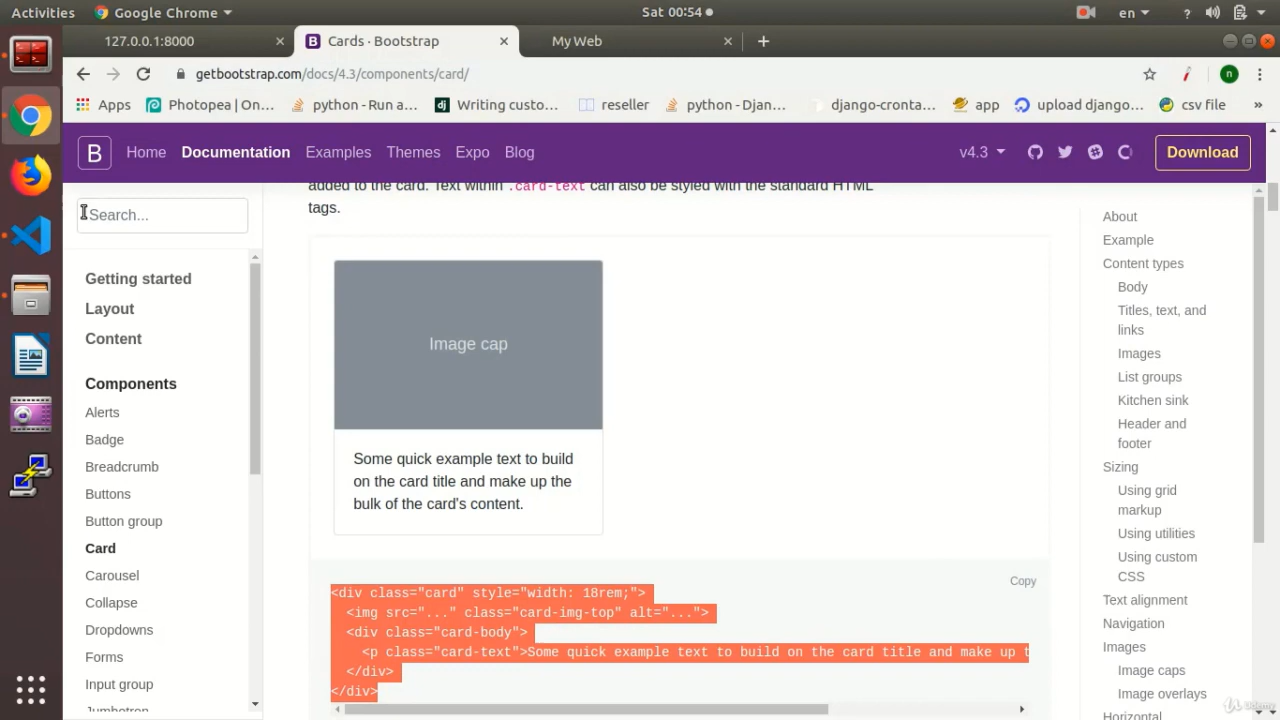 Activities
Google Chrome
Sat 00:54
en
?
127.0.0.1:8000
B
Cards · Bootstrap
My Web
getbootstrap.com/docs/4.3/components/card/
n
Apps
Photopea | On...
python - Run a...
dj
Writing custo...
reseller
python - Djan...
django-cronta...
app
upload django...
csv file
»
B
Home
Documentation
Examples
Themes
Expo
Blog
v4.3
Download
Search...
Getting started
Layout
Content
Components
Alerts
Badge
Breadcrumb
Buttons
Button group
Card
Carousel
Collapse
Dropdowns
Forms
Input group
Jumbotron
added to the card. Text within .card-text can also be styled with the standard HTML
tags.
Image cap
Some quick example text to build
on the card title and make up the
bulk of the card's content.
Copy
<div class="card" style="width: 18rem;">
<img src="..." class="card-img-top" alt="...">
<div class="card-body">
<p class="card-text">Some quick example text to build on the card title and make up t
</div>
</div>
About
Example
Content types
Body
Titles, text, and
links
Images
List groups
Kitchen sink
Header and
footer
Sizing
Using grid
markup
Using utilities
Using custom
CSS
Text alignment
Navigation
Images
Image caps
Image overlays
Horizontal
Udemy